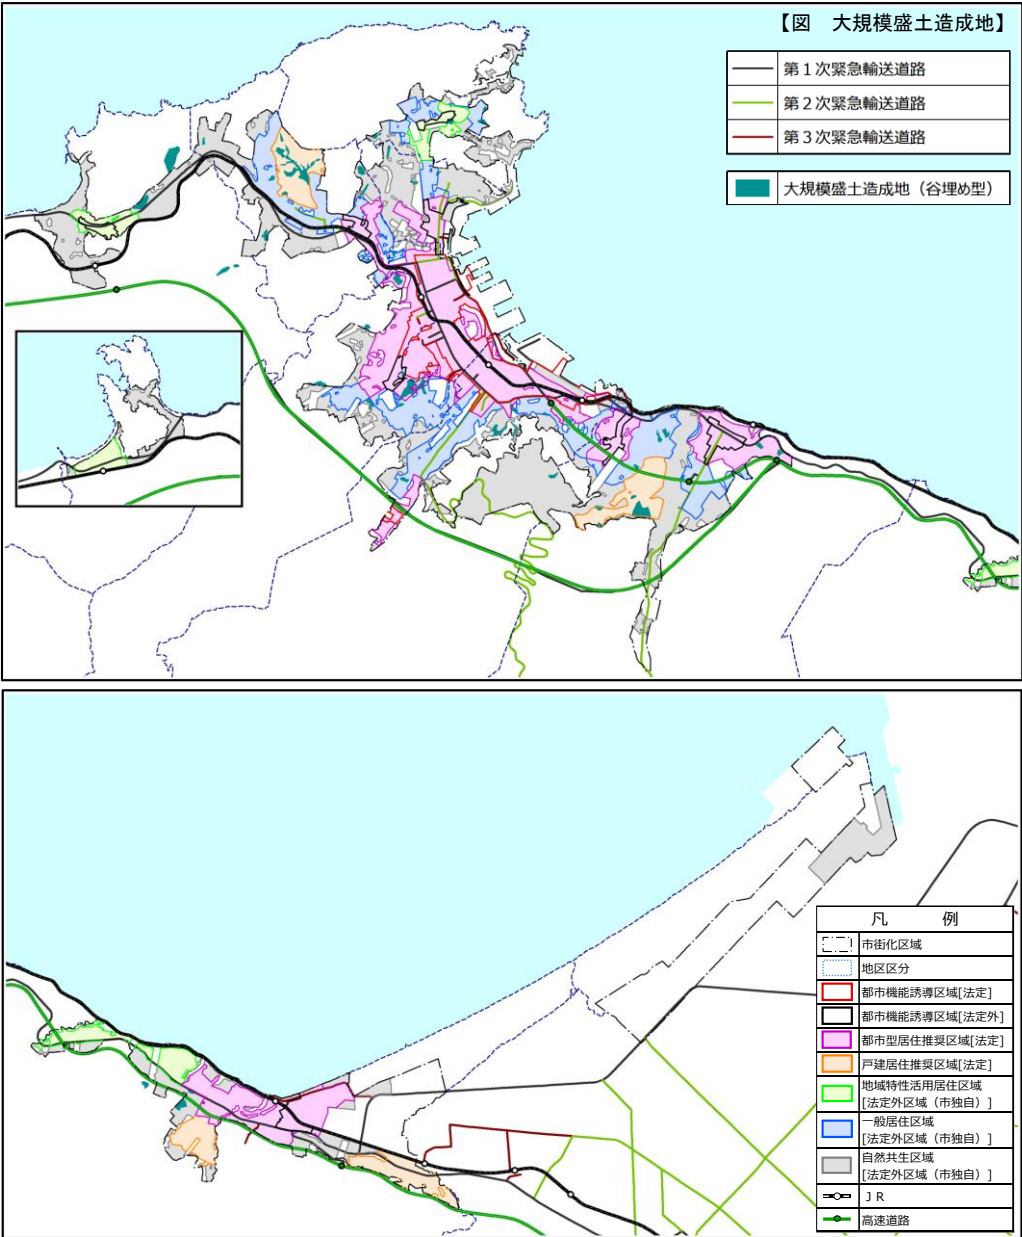 【図　大規模盛土造成地】
第１次緊急輸送道路
第２次緊急輸送道路
第３次緊急輸送道路
大規模盛土造成地（谷埋め型）
凡　例
市街化区域
地区区分
都市機能誘導区域[法定]
都市機能誘導区域[法定外]
都市型居住推奨区域[法定]
戸建居住推奨区域[法定]
地域特性活用居住区域
[法定外区域（市独自）]
一般居住区域
[法定外区域（市独自）]
自然共生区域
[法定外区域（市独自）]
ＪＲ
高速道路